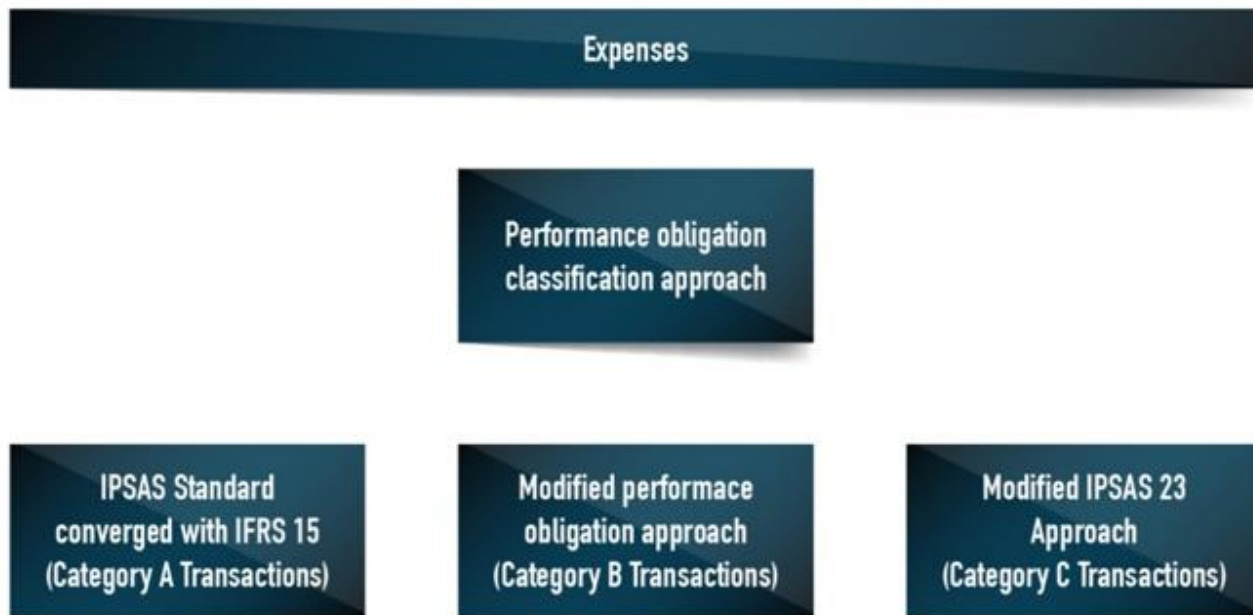 Expenses
Performance obligation
classification approach
IPSAS Standard
converged with IFRS 15
(Category A Transactions)
Modified performace
obligation approach
(Category B Transactions)
Modified IPSAS 23
Approach
(Category C Transactions)